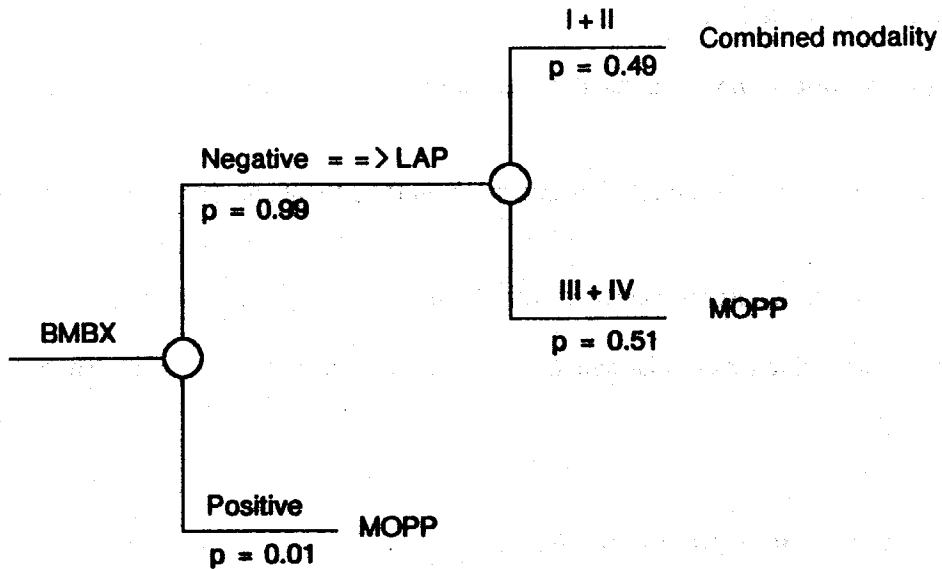 I + II
Combined modality
p = 0.49
Negative = = > LAP
p = 0.99
III + IV
MOPP
p = 0.51
BMBX
Positive
MOPP
p = 0.01